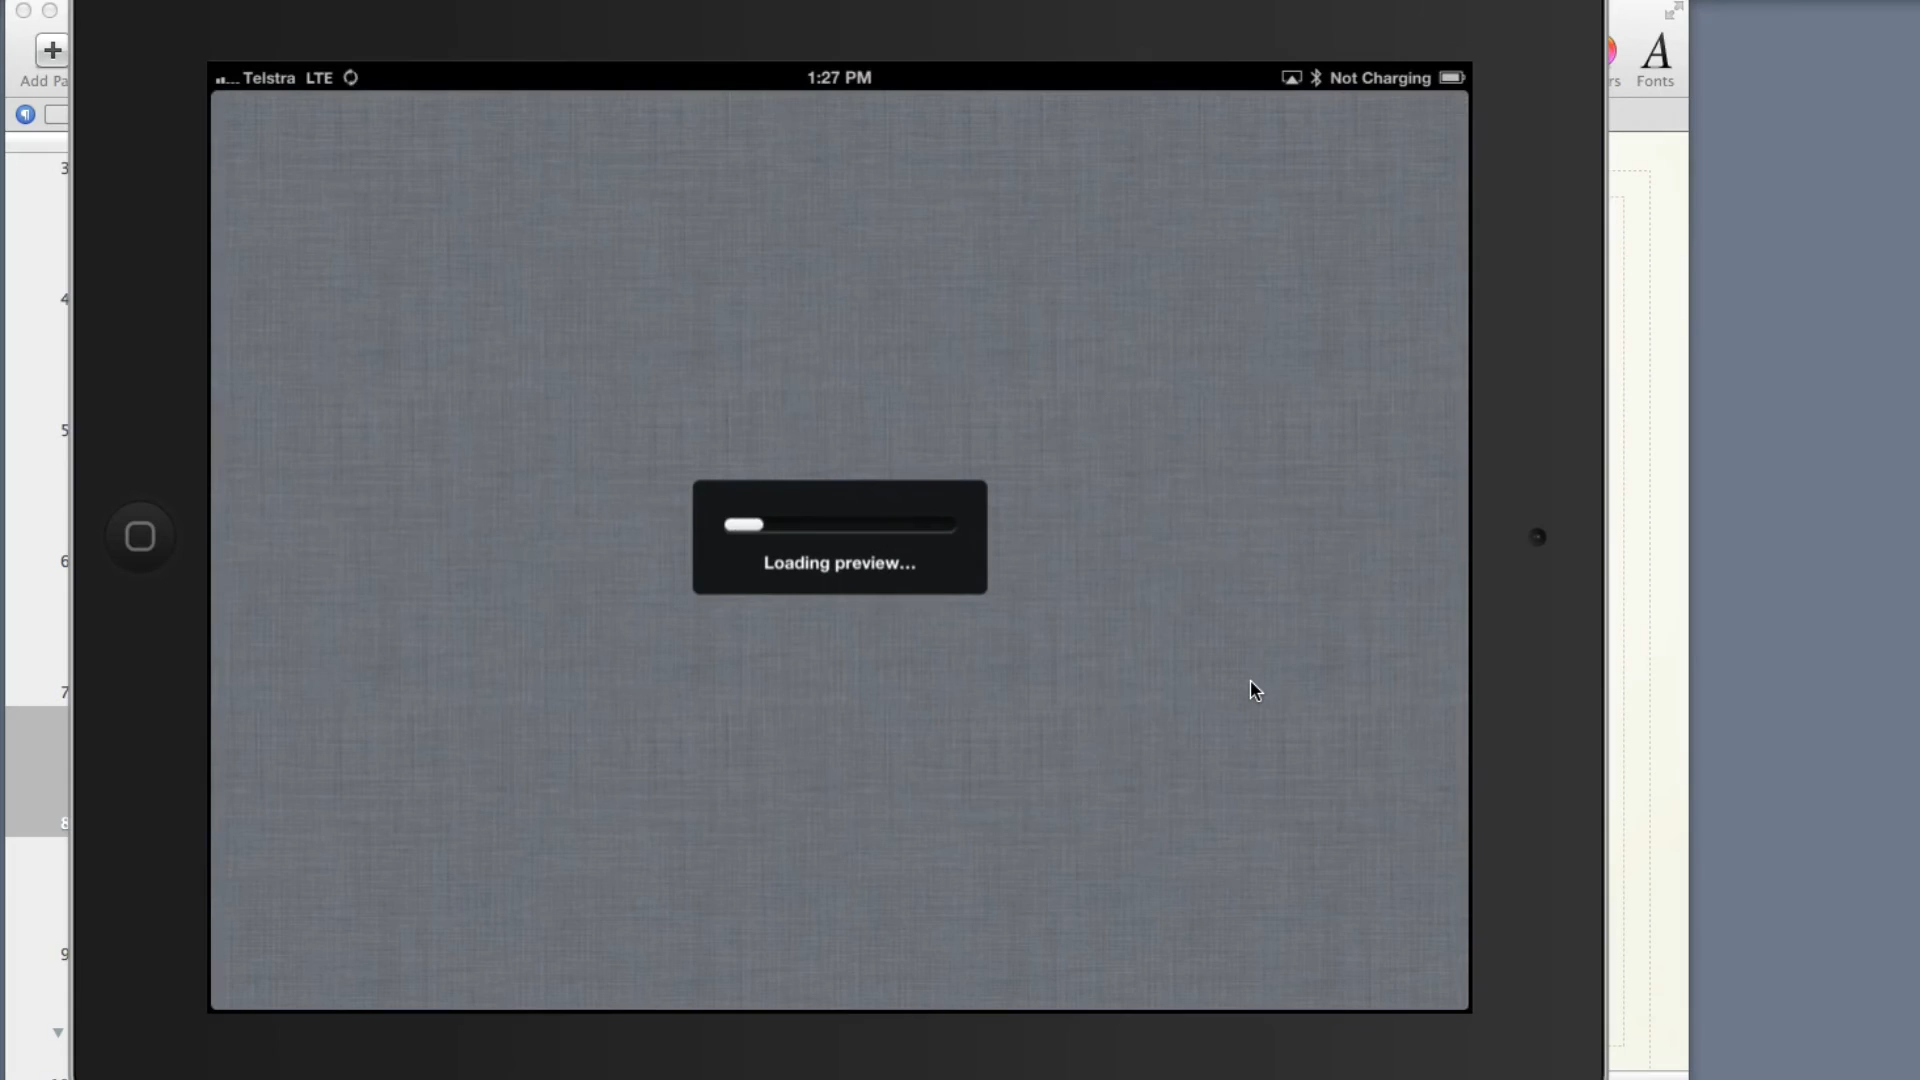 Telstra LTE
1:27 PM
Not Charging
Add Pa
rs
Fonts
A
3
4
5
6
7
8
9
Loading preview...